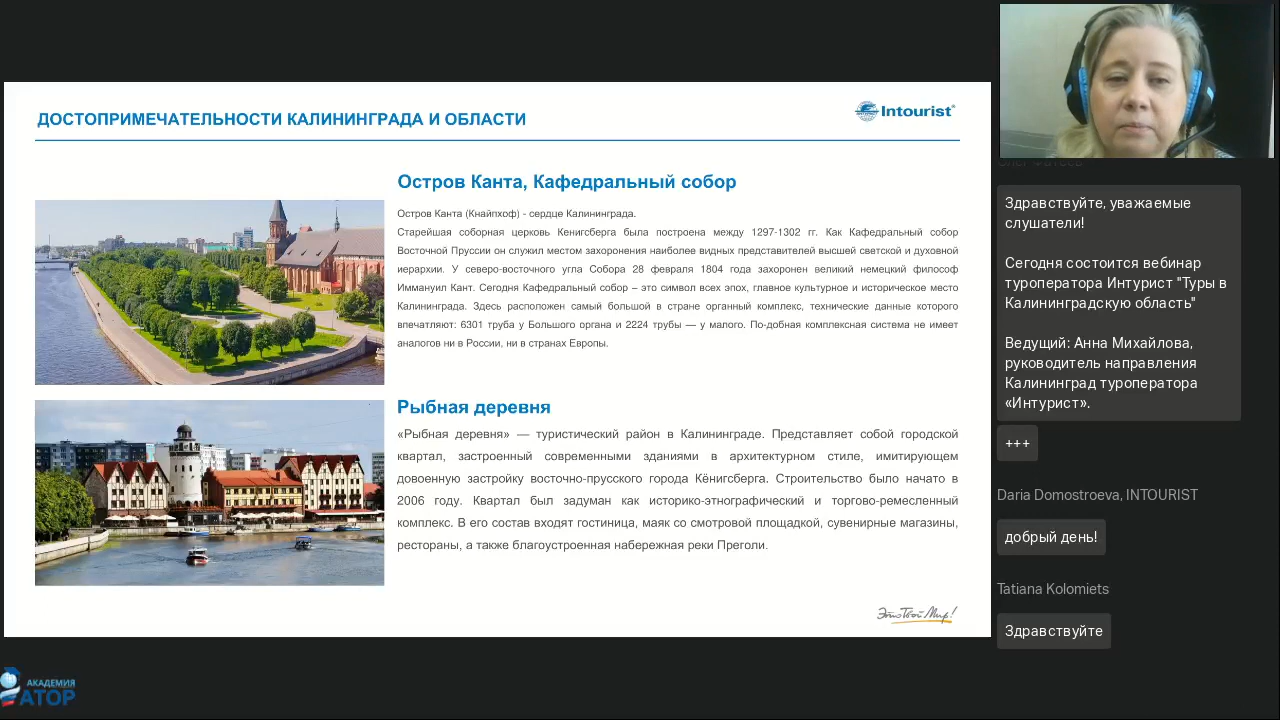 ДОСТОПРИМЕЧАТЕЛЬНОСТИ КАЛИНИНГРАДА И ОБЛАСТИ
Intourist®
Остров Канта, Кафедральный собор
Остров Канта (Кнайпхоф) - сердце Калининграда.
Старейшая соборная церковь Кенигсберга была построена между 1297-1302 гг. Как Кафедральный собор
Восточной Пруссии он служил местом захоронения наиболее видных представителей высшей светской и духовной
иерархии. У северо-восточного угла Собора 28 февраля 1804 года захоронен великий немецкий философ
Иммануил Кант. Сегодня Кафедральный собор – это символ всех эпох, главное культурное и историческое место
Калининграда. Здесь расположен самый большой в стране органный комплекс, технические данные которого
впечатляют: 6301 труба у Большого органа и 2224 трубы — у малого. По-добная комплексная система не имеет
аналогов ни в России, ни в странах Европы.
Рыбная деревня
«Рыбная деревня» — туристический район в Калининграде. Представляет собой городской
квартал, застроенный современными зданиями в архитектурном стиле, имитирующем
довоенную застройку восточно-прусского города Кёнигсберга. Строительство было начато в
2006 году. Квартал был задуман как историко-этнографический и торгово-ремесленный
комплекс. В его состав входят гостиница, маяк со смотровой площадкой, сувенирные магазины,
рестораны, а также благоустроенная набережная реки Преголи.
Это Твой Мир!
АКАДЕМИЯ
АТОР
Здравствуйте, уважаемые
слушатели!
Сегодня состоится вебинар
туроператора Интурист "Туры в
Калининградскую область"
Ведущий: Анна Михайлова,
руководитель направления
Калининград туроператора
«Интурист».
+++
Daria Domostroeva, INTOURIST
добрый день!
Tatiana Kolomiets
Здравствуйте